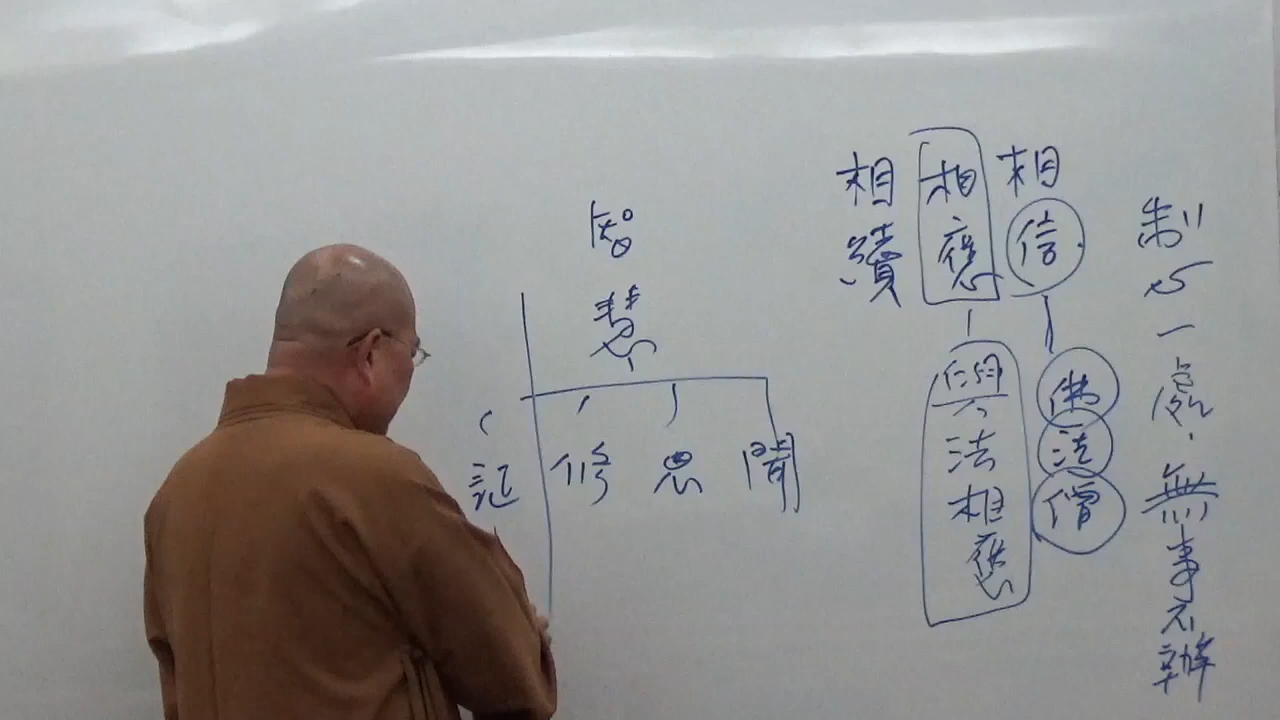 制心一處,無事不辦
相信
佛
法
僧
相應
與法相應
相續
智慧
聞
思
修
証